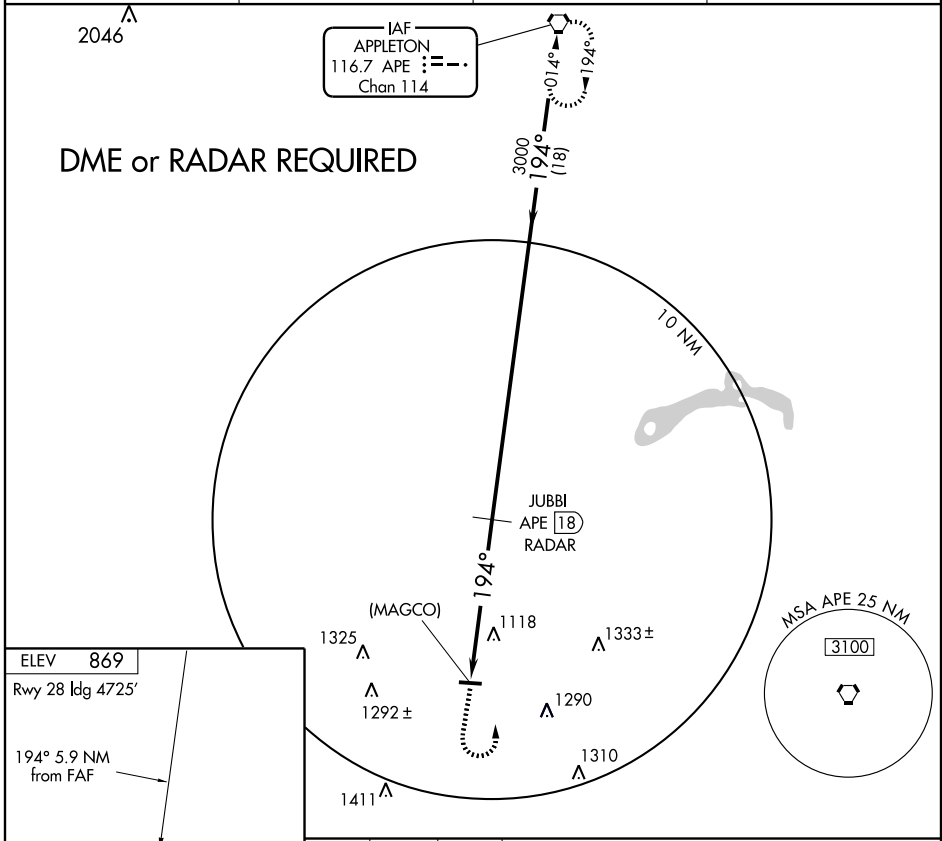 2046
IAF
APPLETON
116.7 APE
Chan 114
014°
194°
DME or RADAR REQUIRED
3000
194°
(18)
10 NM
JUBBI
APE 18
RADAR
194°
(MAGCO)
1118
1325
1333 ±
MSA APE 25 NM
3100
ELEV 869
Rwy 28 ldg 4725'
1292 ±
1290
194° 5.9 NM
from FAF
1310
1411